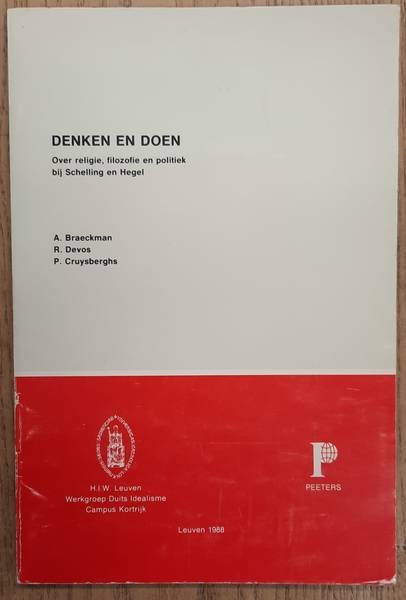 DENKEN EN DOEN
Over religie, filozofie en politiek
bij Schelling en Hegel
A. Braeckman
R. Devos
P. Cruysberghs
H.I.W. Leuven
Werkgroep Duits Idealisme
Campus Kortrijk
P
PEETERS
Leuven 1988